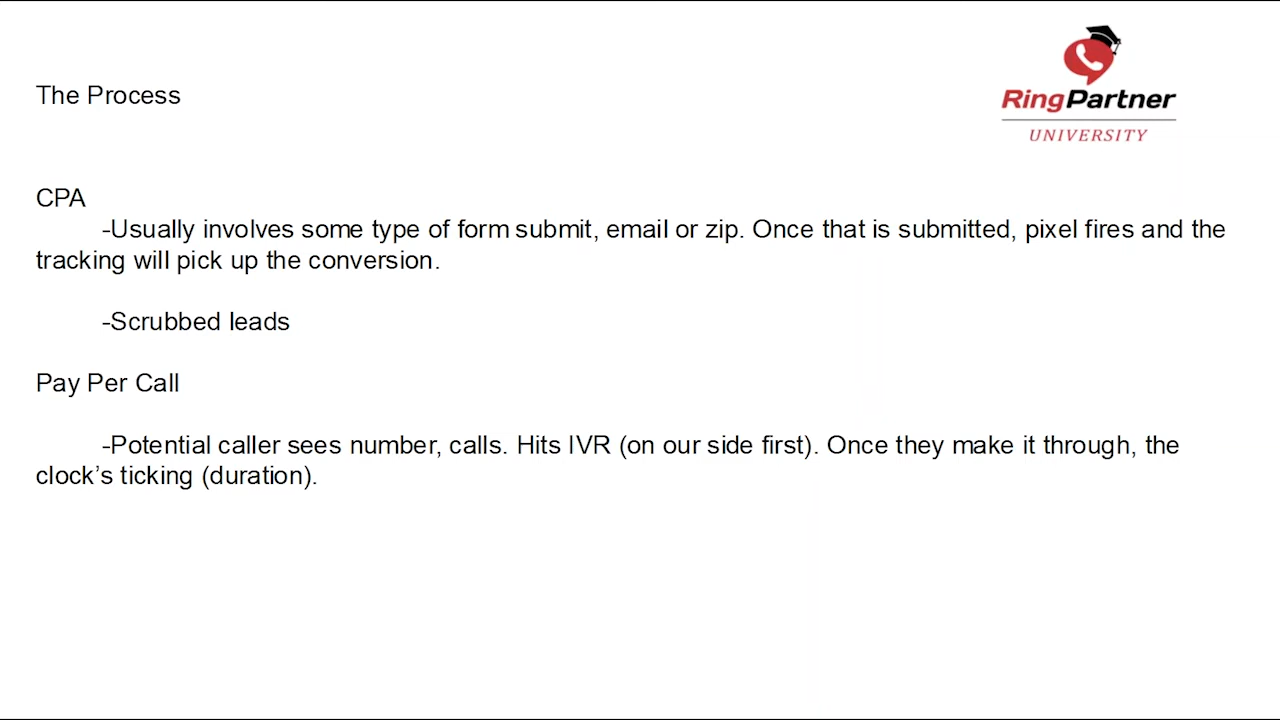 RingPartner
UNIVERSITY
The Process
CPA
-Usually involves some type of form submit, email or zip. Once that is submitted, pixel fires and the
tracking will pick up the conversion.
-Scrubbed leads
Pay Per Call
-Potential caller sees number, calls. Hits IVR (on our side first). Once they make it through, the
clock’s ticking (duration).